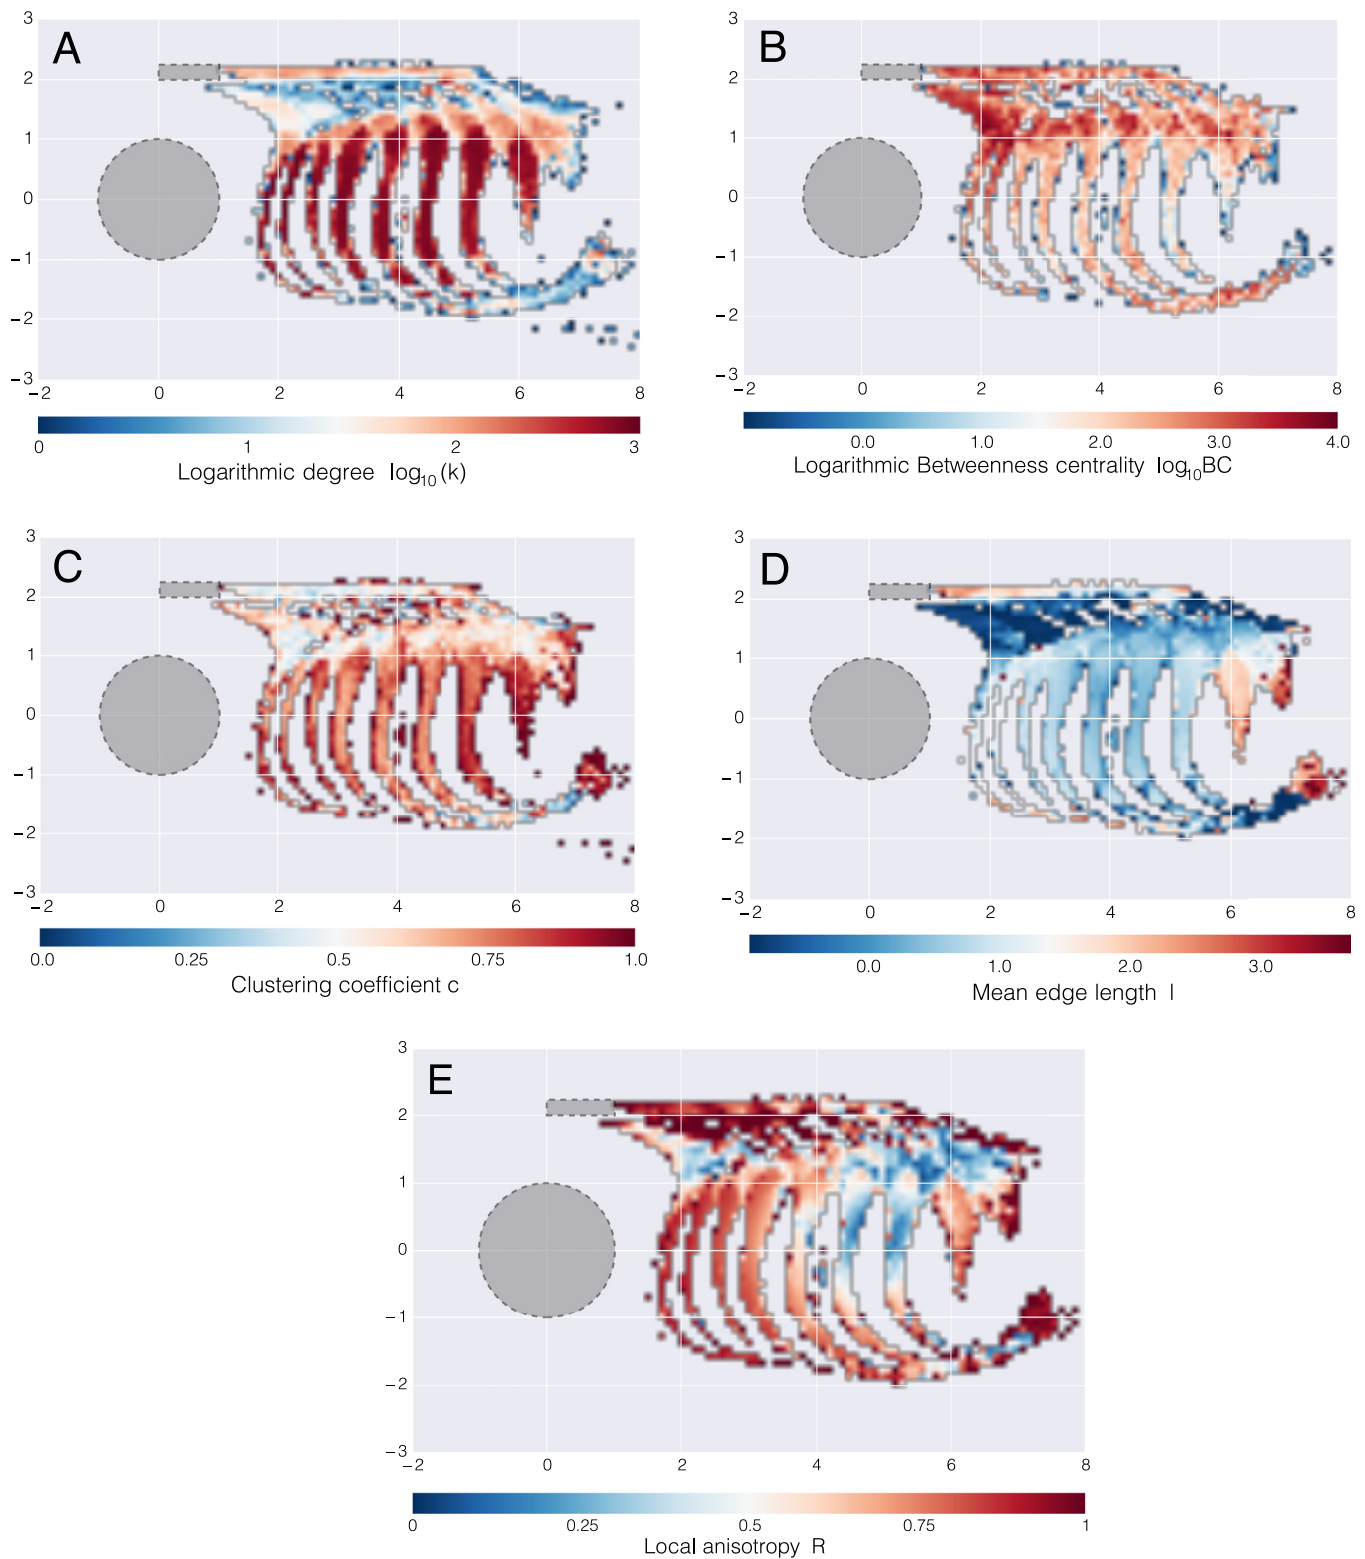 A
B
3
2
1
0
−1
−2
−3
−2 0 2 4 6 8
3
2
1
0
−1
−2
−3
−2 0 2 4 6 8
0 1 2 3
Logarithmic degree log10 (k)
0.0 1.0 2.0 3.0 4.0
Logarithmic Betweenness centrality log10BC
C
D
3
2
1
0
−1
−2
−3
−2 0 2 4 6 8
3
2
1
0
−1
−2
−3
−2 0 2 4 6 8
0.0 0.25 0.5 0.75 1.0
Clustering coefficient c
0.0 1.0 2.0 3.0
Mean edge length l
E
3
2
1
0
−1
−2
−3
−2 0 2 4 6 8
0 0.25 0.5 0.75 1
Local anisotropy R